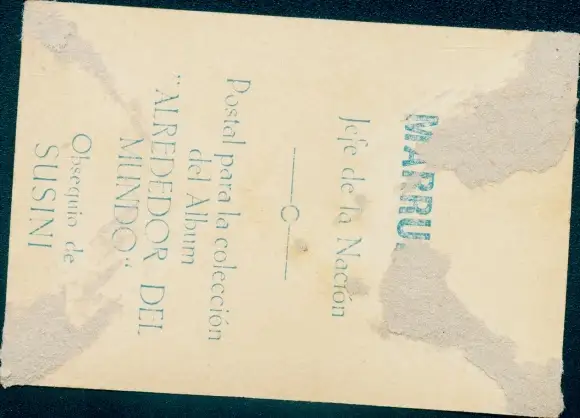 MARRU
Jefe de la Nación
Postal para la colección
del Album
"ALREDEDOR DEL
MUNDO"
Obsequio de
SUSINI